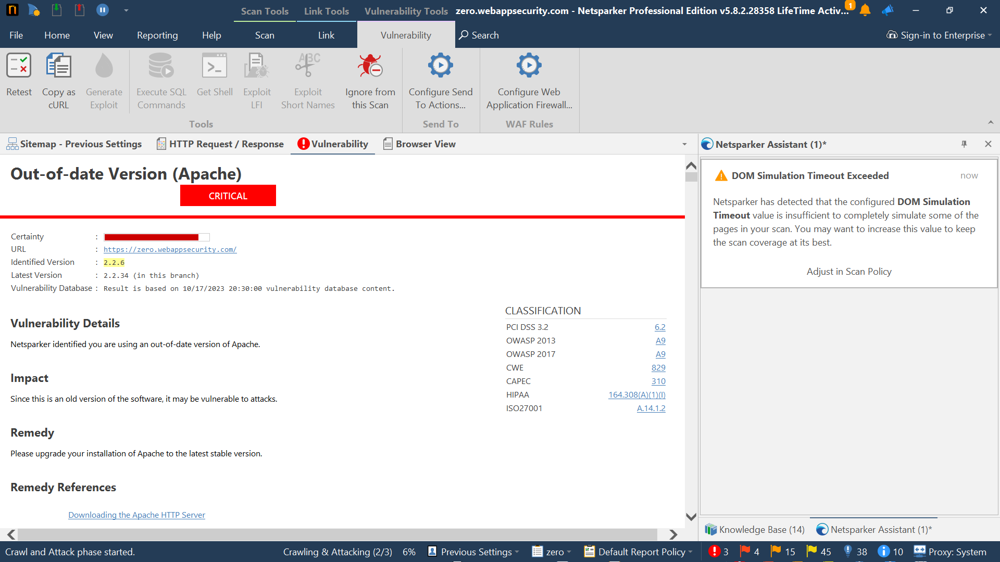 Scan Tools Link Tools Vulnerability Tools zero.webappsecurity.com - Netsparker Professional Edition v5.8.2.28358 LifeTime Activ... 1
File Home View Reporting Help Scan Link Vulnerability Search Sign-in to Enterprise
Retest
Copy as
cURL
Generate
Exploit
Execute SQL
Commands
Get Shell
Exploit
LFI
ABC
Exploit
Short Names
Ignore from
this Scan
Configure Send
To Actions...
Configure Web
Application Firewall...
Tools Send To WAF Rules
Sitemap - Previous Settings HTTP Request / Response Vulnerability Browser View
Netsparker Assistant (1)*
Out-of-date Version (Apache)
CRITICAL
Certainty :
URL : https://zero.webappsecurity.com/
Identified Version : 2.2.6
Latest Version : 2.2.34 (in this branch)
Vulnerability Database : Result is based on 10/17/2023 20:30:00 vulnerability database content.
Vulnerability Details
Netsparker identified you are using an out-of-date version of Apache.
Impact
Since this is an old version of the software, it may be vulnerable to attacks.
Remedy
Please upgrade your installation of Apache to the latest stable version.
Remedy References
Downloading the Apache HTTP Server
CLASSIFICATION
PCI DSS 3.2 6.2
OWASP 2013 A9
OWASP 2017 A9
CWE 829
CAPEC 310
HIPAA 164.308(A)(1)(I)
ISO27001 A.14.1.2
DOM Simulation Timeout Exceeded now
Netsparker has detected that the configured DOM Simulation
Timeout value is insufficient to completely simulate some of the
pages in your scan. You may want to increase this value to keep
the scan coverage at its best.
Adjust in Scan Policy
Knowledge Base (14) Netsparker Assistant (1)*
Crawl and Attack phase started. Crawling & Attacking (2/3) 6% Previous Settings zero Default Report Policy 3 4 15 45 38 10 Proxy: System